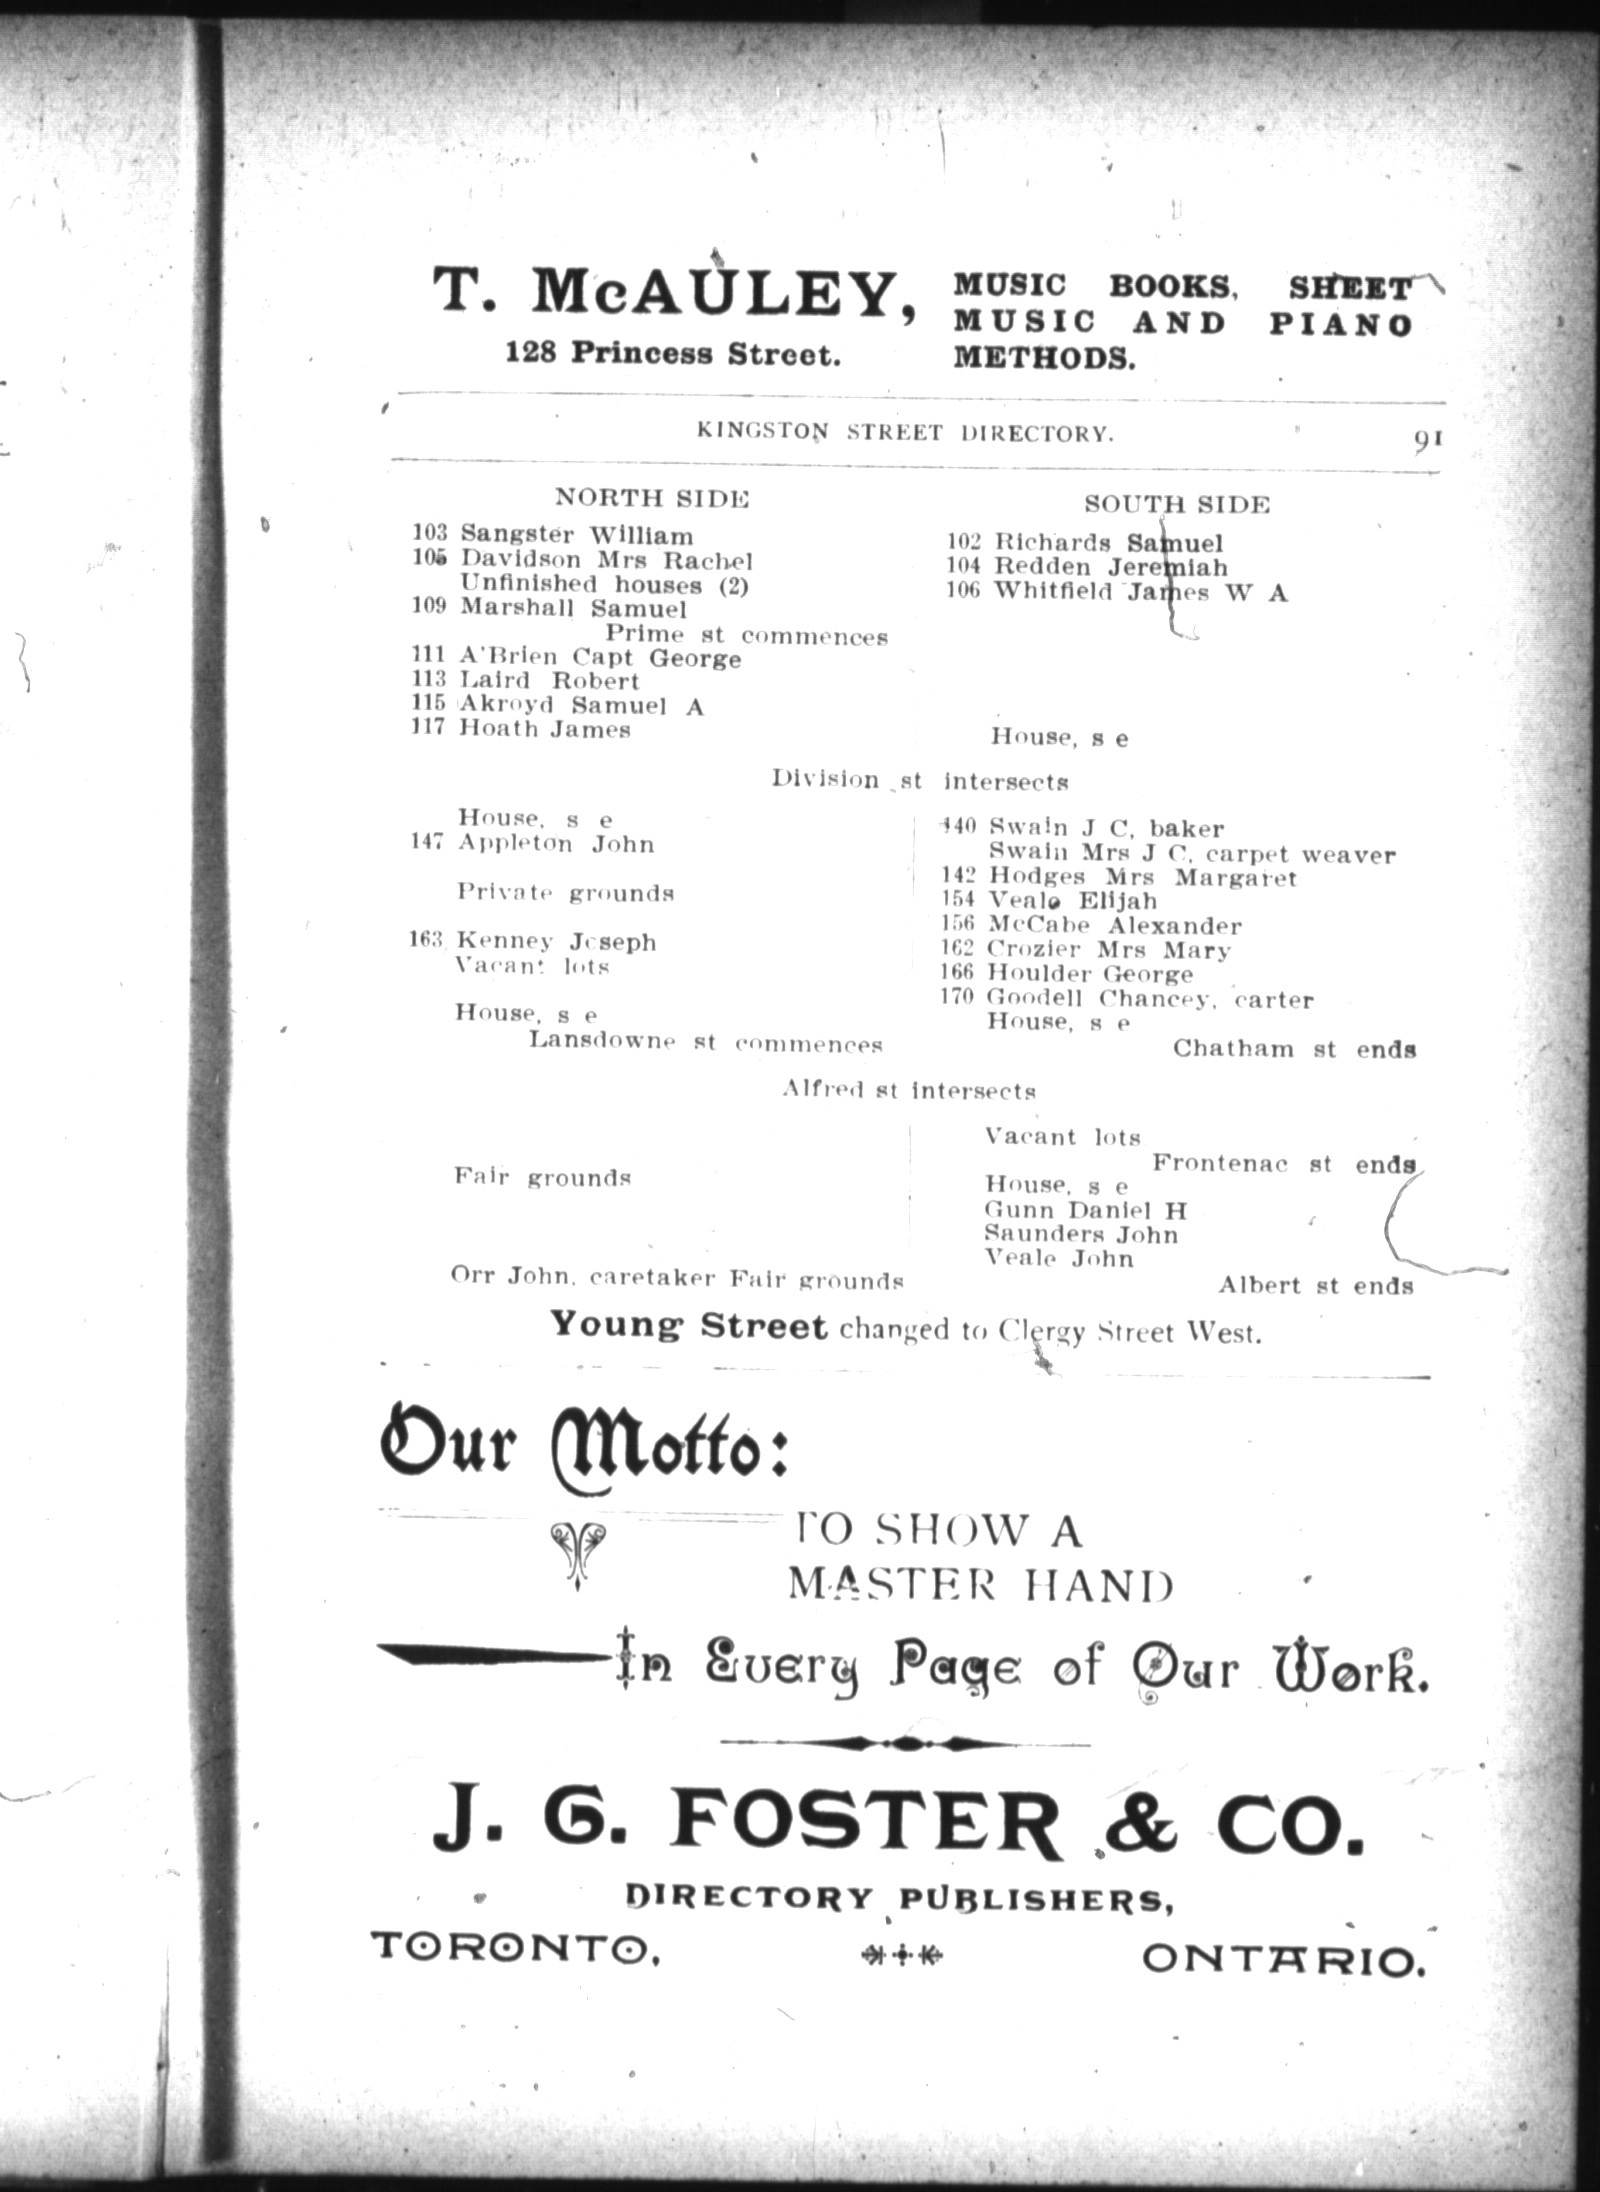 T. McAULEY,
128 Princess Street.
MUSIC BOOKS, SHEET
MUSIC AND PIANO
METHODS.
KINGSTON STREET DIRECTORY. 91
NORTH SIDE
103 Sangster William
105 Davidson Mrs Rachel
Unfinished houses (2)
109 Marshall Samuel
Prime st commences
111 A'Brien Capt George
113 Laird Robert
115 Akroyd Samuel A
117 Hoath James
SOUTH SIDE
102 Richards Samuel
104 Redden Jeremiah
106 Whitfield James W A
House, s e
Division st intersects
House, s e
147 Appleton John
Private grounds
163 Kenney Joseph
Vacant lots
House, s e
Lansdowne st commences
140 Swain J C, baker
Swain Mrs J C, carpet weaver
142 Hodges Mrs Margaret
154 Veale Elijah
156 McCabe Alexander
162 Crozier Mrs Mary
166 Houlder George
170 Goodell Chancey, carter
House, s e
Chatham st ends
Alfred st intersects
Fair grounds
Orr John, caretaker Fair grounds
Vacant lots
Frontenac st ends
House, s e
Gunn Daniel H
Saunders John
Veale John
Albert st ends
Young Street changed to Clergy Street West.
Our Motto:
TO SHOW A
MASTER HAND
In Every Page of Our Work.
J. G. FOSTER & CO.
DIRECTORY PUBLISHERS,
TORONTO, ONTARIO.